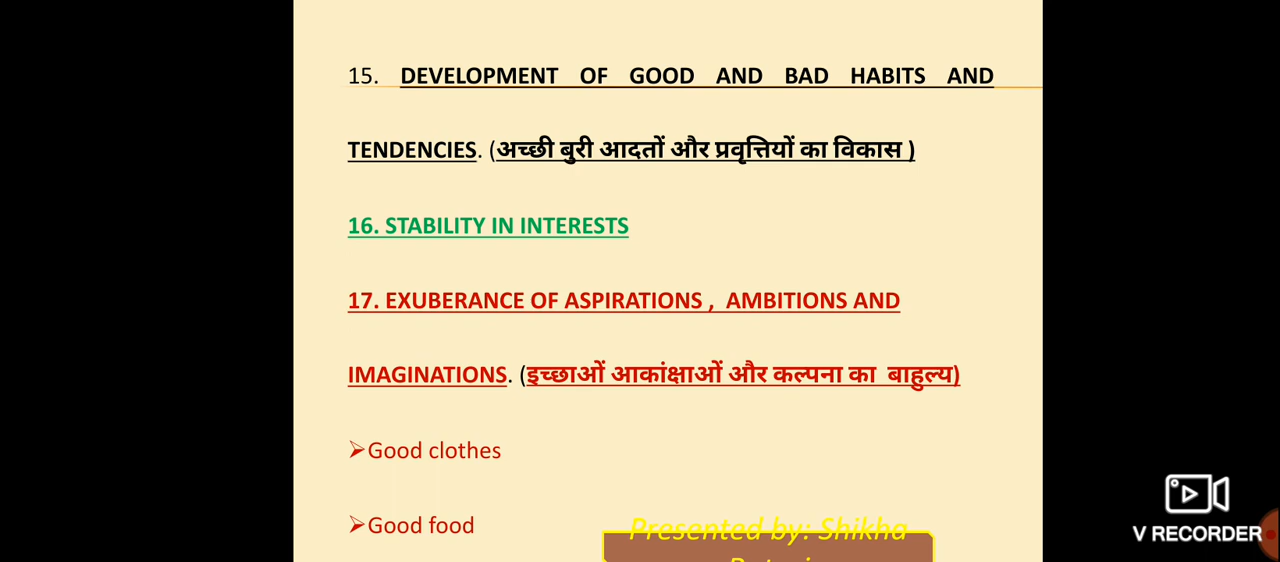 15. DEVELOPMENT OF GOOD AND BAD HABITS AND
TENDENCIES. (अच्छी बुरी आदतों और प्रवृत्तियों का विकास )
16. STABILITY IN INTERESTS
17. EXUBERANCE OF ASPIRATIONS , AMBITIONS AND
IMAGINATIONS. (इच्छाओं आकांक्षाओं और कल्पना का बाहुल्य)
Good clothes
Good food
Presented by: Shikha
V RECORDER